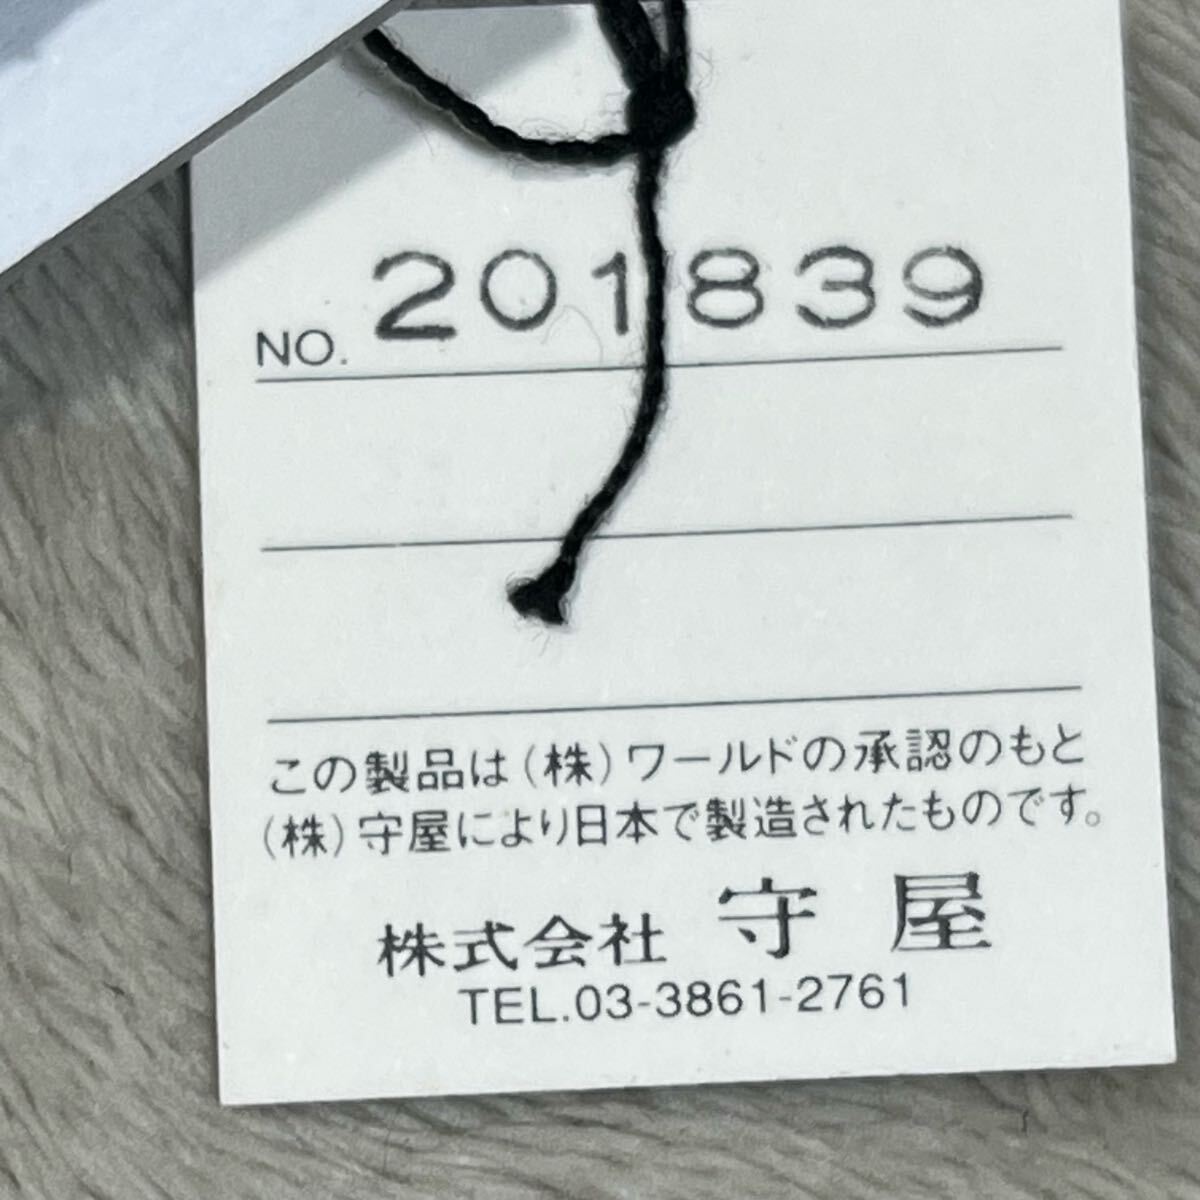 NO. 201839
この製品は(株)ワールドの承認のもと
(株)守屋により日本で製造されたものです。
株式会社 守屋
TEL.03-3861-2761